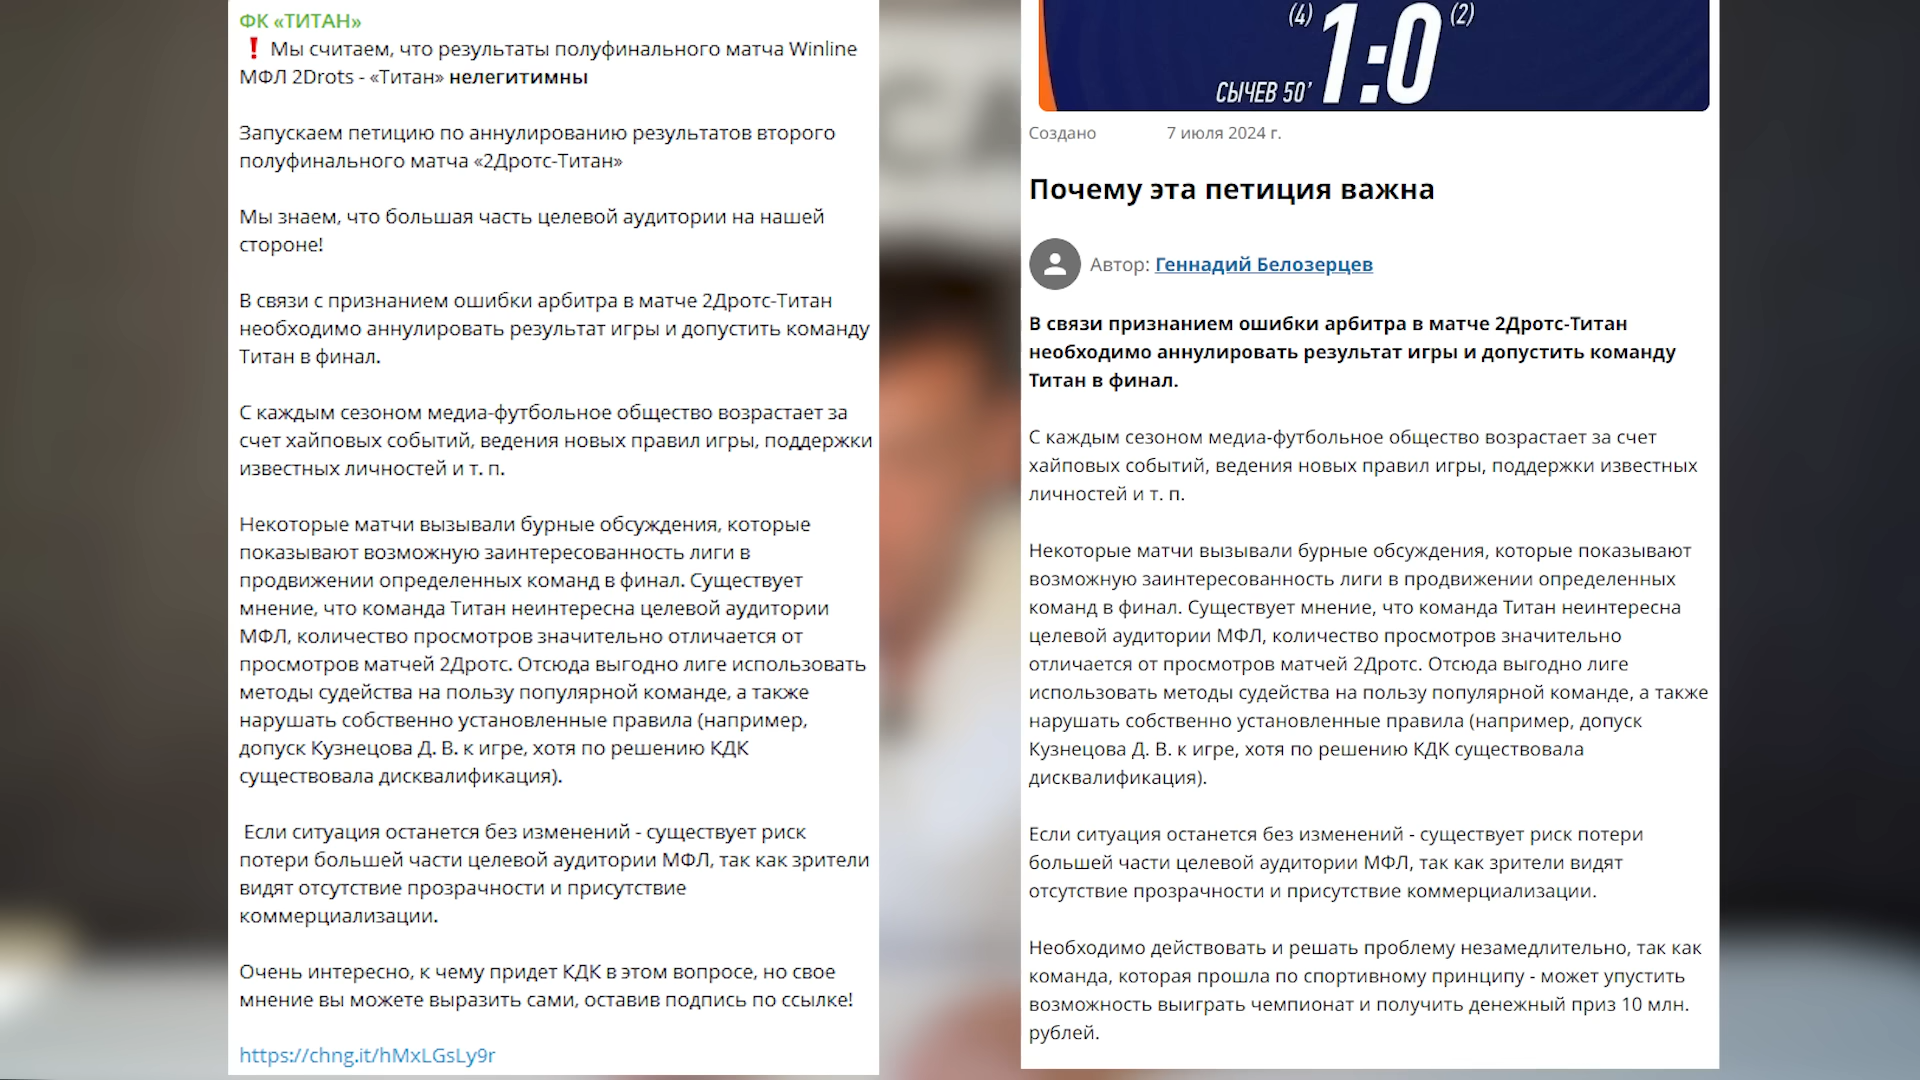 ФК «ТИТАН»
❗ Мы считаем, что результаты полуфинального матча Winline
МФЛ 2Drots - «Титан» нелегитимны
Запускаем петицию по аннулированию результатов второго
полуфинального матча «2Дротс-Титан»
Мы знаем, что большая часть целевой аудитории на нашей
стороне!
В связи с признанием ошибки арбитра в матче 2Дротс-Титан
необходимо аннулировать результат игры и допустить команду
Титан в финал.
С каждым сезоном медиа-футбольное общество возрастает за
счет хайповых событий, ведения новых правил игры, поддержки
известных личностей и т. п.
Некоторые матчи вызывали бурные обсуждения, которые
показывают возможную заинтересованность лиги в
продвижении определенных команд в финал. Существует
мнение, что команда Титан неинтересна целевой аудитории
МФЛ, количество просмотров значительно отличается от
просмотров матчей 2Дротс. Отсюда выгодно лиге использовать
методы судейства на пользу популярной команде, а также
нарушать собственно установленные правила (например,
допуск Кузнецова Д. В. к игре, хотя по решению КДК
существовала дисквалификация).
Если ситуация останется без изменений - существует риск
потери большей части целевой аудитории МФЛ, так как зрители
видят отсутствие прозрачности и присутствие
коммерциализации.
Очень интересно, к чему придет КДК в этом вопросе, но свое
мнение вы можете выразить сами, оставив подпись по ссылке!
https://chng.it/hMxLGsLy9r
(4) 1:0 (2)
СЫЧЕВ 50’
Создано 7 июля 2024 г.
Почему эта петиция важна
Автор: Геннадий Белозерцев
В связи признанием ошибки арбитра в матче 2Дротс-Титан
необходимо аннулировать результат игры и допустить команду
Титан в финал.
С каждым сезоном медиа-футбольное общество возрастает за счет
хайповых событий, ведения новых правил игры, поддержки известных
личностей и т. п.
Некоторые матчи вызывали бурные обсуждения, которые показывают
возможную заинтересованность лиги в продвижении определенных
команд в финал. Существует мнение, что команда Титан неинтересна
целевой аудитории МФЛ, количество просмотров значительно
отличается от просмотров матчей 2Дротс. Отсюда выгодно лиге
использовать методы судейства на пользу популярной команде, а также
нарушать собственно установленные правила (например, допуск
Кузнецова Д. В. к игре, хотя по решению КДК существовала
дисквалификация).
Если ситуация останется без изменений - существует риск потери
большей части целевой аудитории МФЛ, так как зрители видят
отсутствие прозрачности и присутствие коммерциализации.
Необходимо действовать и решать проблему незамедлительно, так как
команда, которая прошла по спортивному принципу - может упустить
возможность выиграть чемпионат и получить денежный приз 10 млн.
рублей.